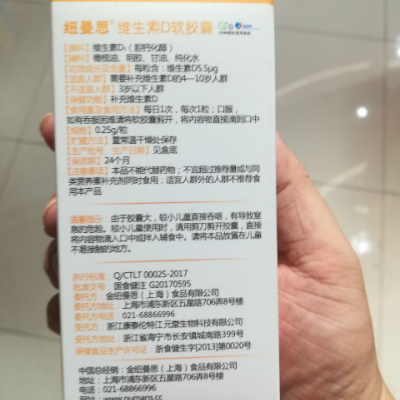 纽曼思® 维生素D软胶囊
[原料] 维生素D₃（胆钙化醇）
[辅料] 橄榄油、明胶、甘油、纯化水
[功效成分及含量] 每粒含：维生素D5.5μg
[适宜人群] 需要补充维生素D的4—10岁人群
[不适宜人群] 3岁以下人群
[保健功能] 补充维生素D
[食用量及食用方法] 每日1次，每次1粒；口服，
如有吞服困难请将软胶囊剪开，将内容物直接滴到口中
[规格] 0.25g/粒
[贮藏方法] 置常温干燥处保存
[生产批号、生产日期] 见盒底
[保质期] 24个月
[注意事项] 本品不能代替药物；不宜超过推荐量或与同
类营养素补充剂同时食用；适宜人群外的人群不推荐食
用本产品
温馨提示 由于胶囊大，较小儿童直接吞咽，有导致窒
息的危险。较小儿童使用时，请用剪刀剪开胶囊，直接
将内容物滴入口中或拌入辅食中。请将本品放置在儿童
不易接触的地方。
执行标准 Q/CTLT 0002S-2017
批准文号 国食健注 G20170595
委托方 金纽曼思（上海）食品有限公司
地址 上海市浦东新区五星路706弄8号楼
委托方电话 021-68866996
受托方 浙江康泰伦特江元堂生物科技有限公司
受托方地址 浙江省海宁市长安镇城南路399号
保健食品生产许可证 浙食健生字[2013]第0020号
中国总经销：金纽曼思（上海）食品有限公司
地址：上海市浦东新区五星路706弄8号楼
电话：021-68866996
网址：www.numans.cc